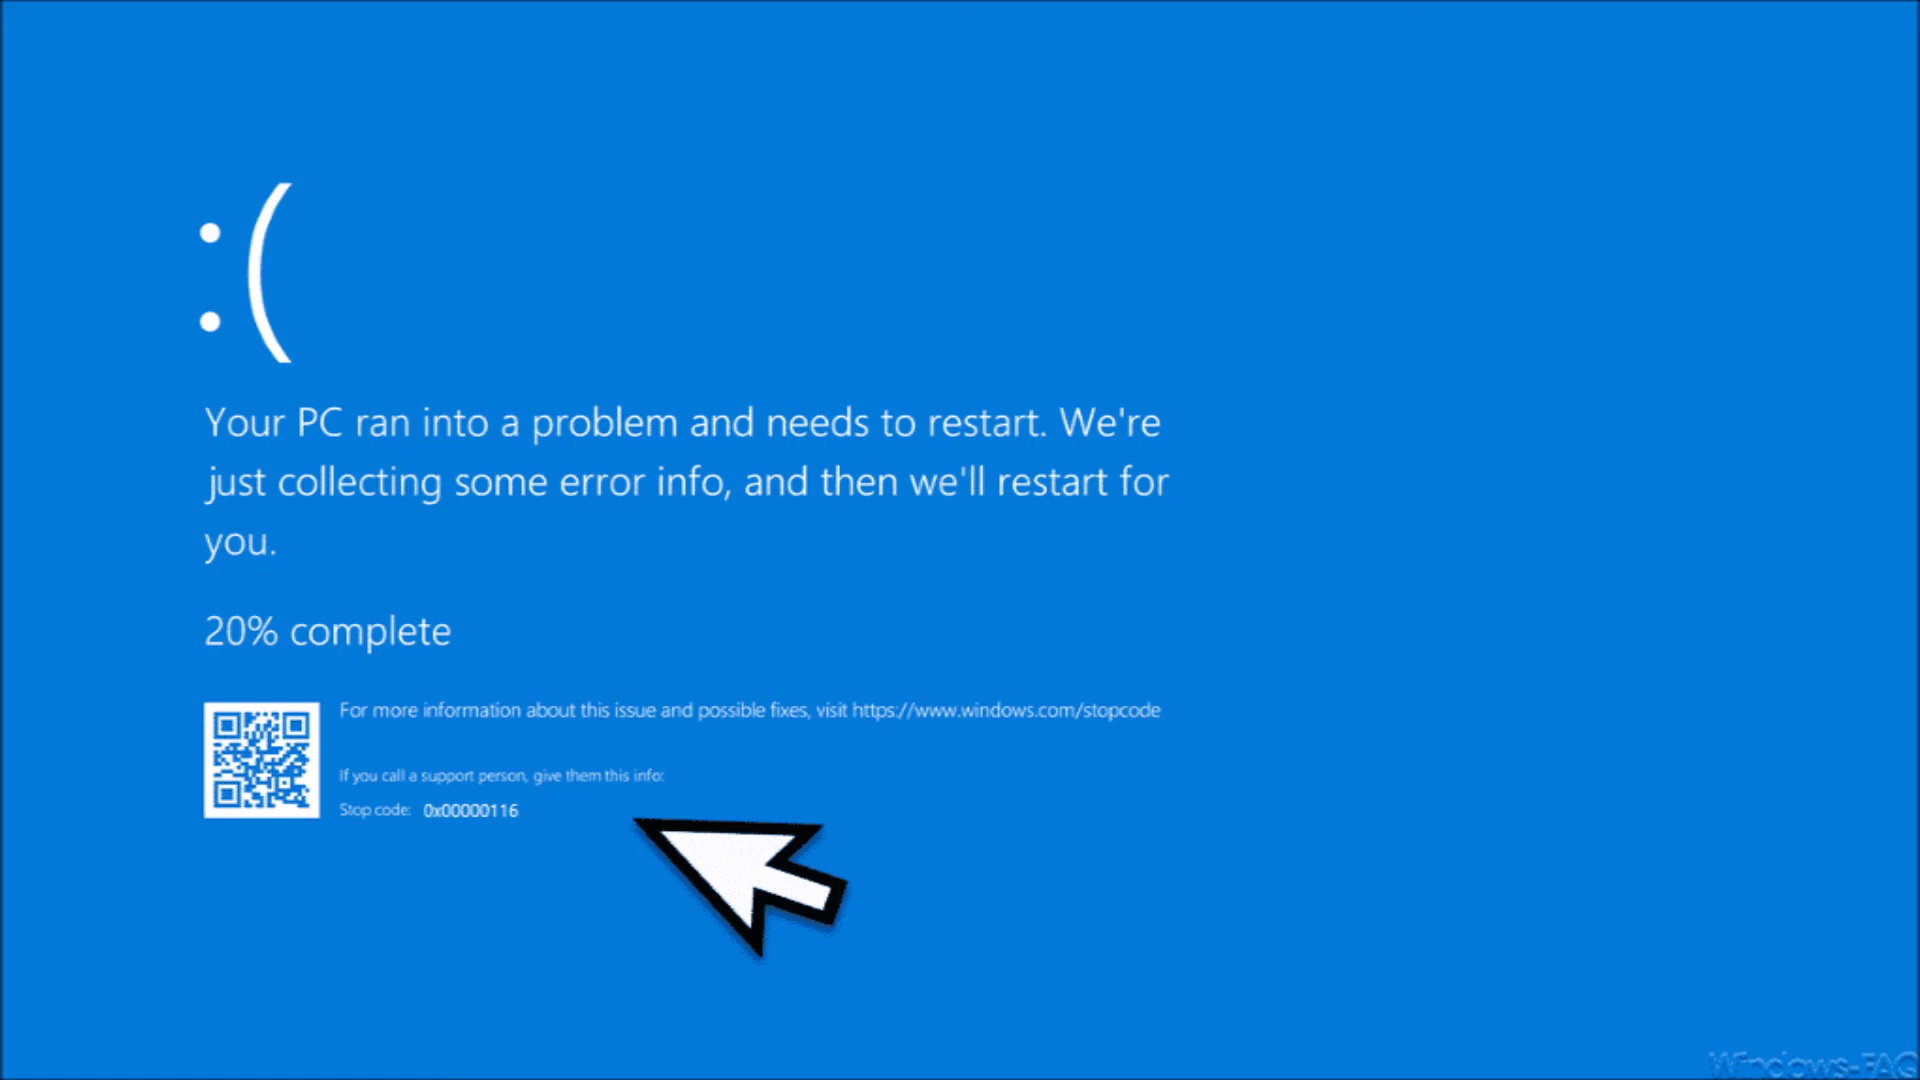 :(
Your PC ran into a problem and needs to restart. We're
just collecting some error info, and then we'll restart for
you.
20% complete
For more information about this issue and possible fixes, visit https://www.windows.com/stopcode
If you call a support person, give them this info:
Stop code: 0x00000116
Windows-FAQ